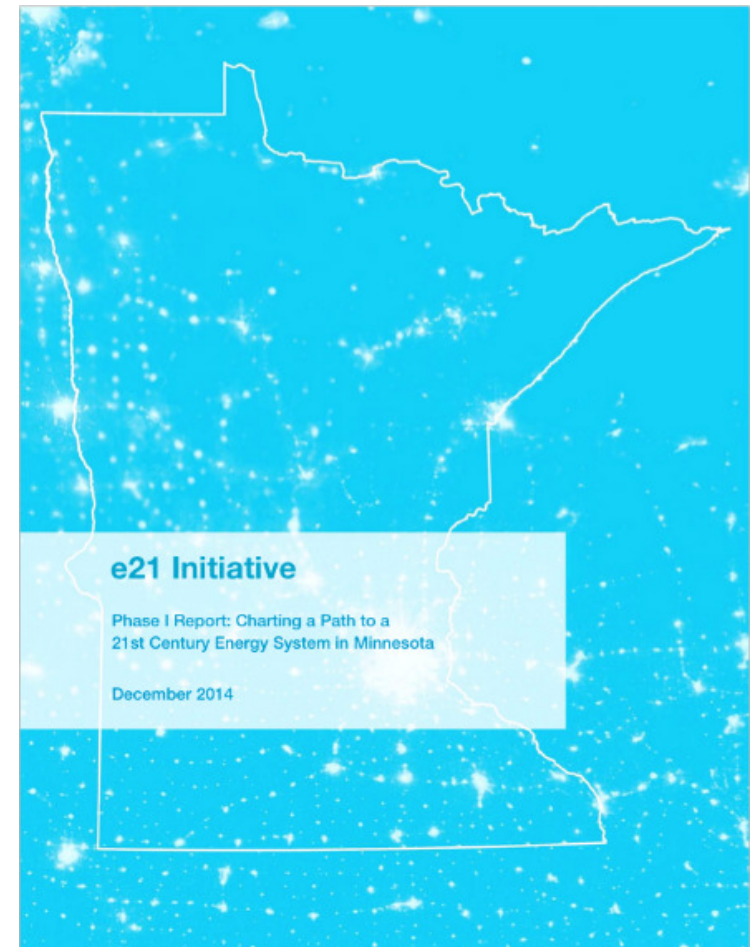 e21 Initiative
Phase I Report: Charting a Path to a
21st Century Energy System in Minnesota
December 2014